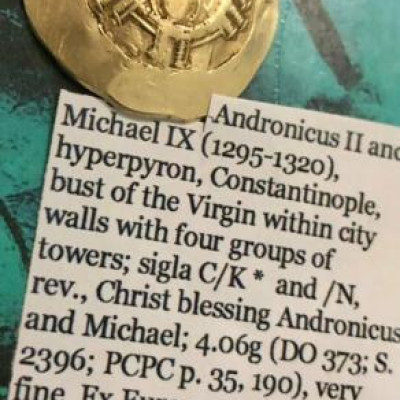 Andronicus II and
Michael IX (1295-1320),
hyperpyron, Constantinople,
bust of the Virgin within city
walls with four groups of
towers; sigla C/K * and /N,
rev., Christ blessing Andronicus
and Michael; 4.06g (DO 373; S.
2396; PCPC p. 35, 190), very
fine. Ex